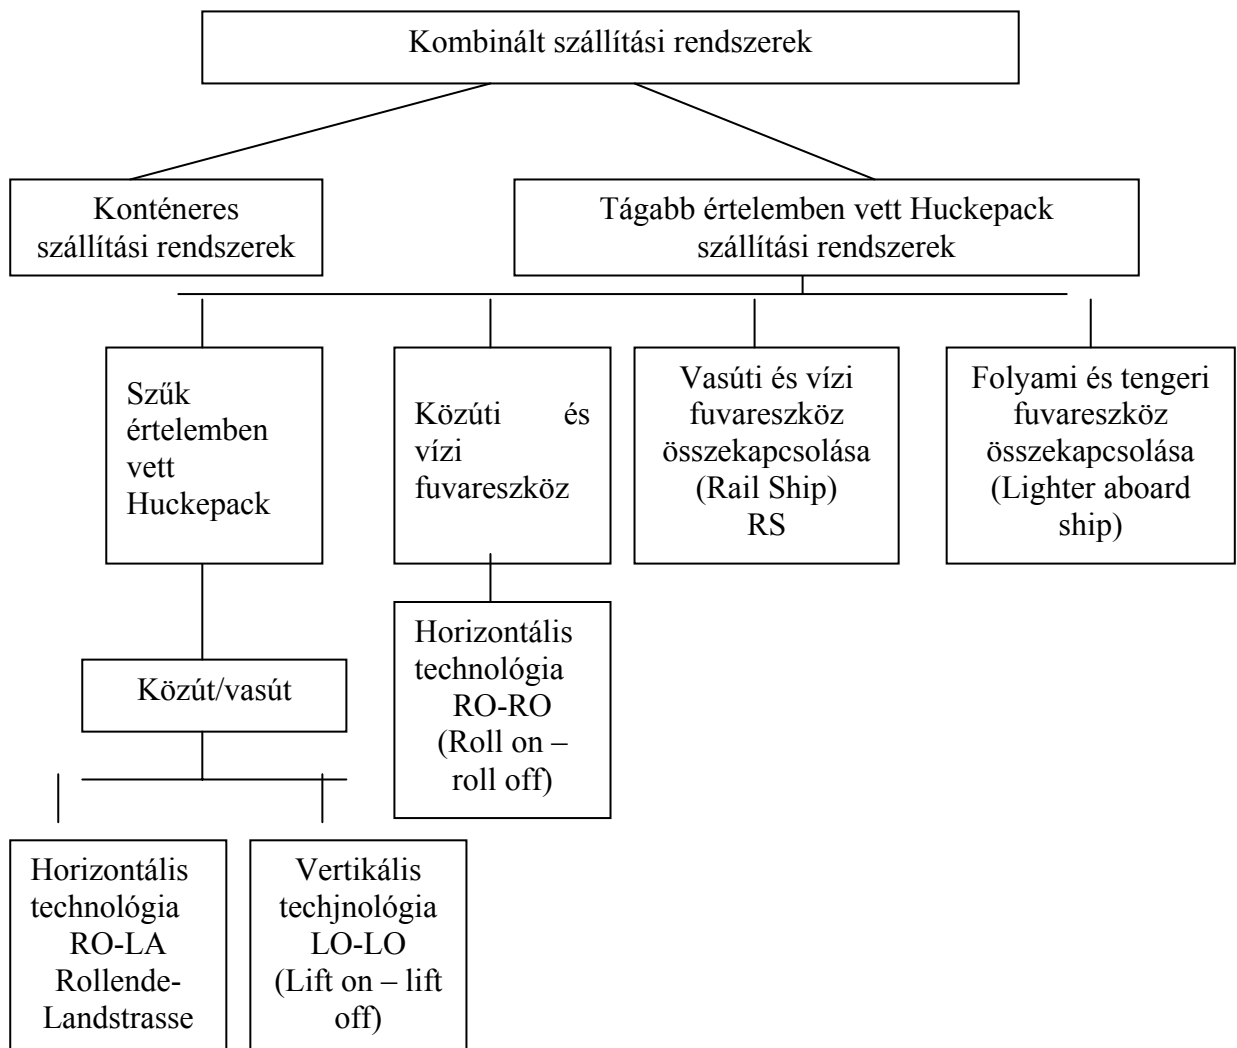 Kombinált szállítási rendszerek
Konténeres
szállítási rendszerek
Tágabb értelemben vett Huckepack
szállítási rendszerek
Szűk
értelemben
vett
Huckepack
Közúti és
vízi
fuvareszköz
Vasúti és vízi
fuvareszköz
összekapcsolása
(Rail Ship)
RS
Folyami és tengeri
fuvareszköz
összekapcsolása
(Lighter aboard
ship)
Közút/vasút
Horizontális
technológia
RO-RO
(Roll on –
roll off)
Horizontális
technológia
RO-LA
Rollende-
Landstrasse
Vertikális
techjnológia
LO-LO
(Lift on – lift
off)